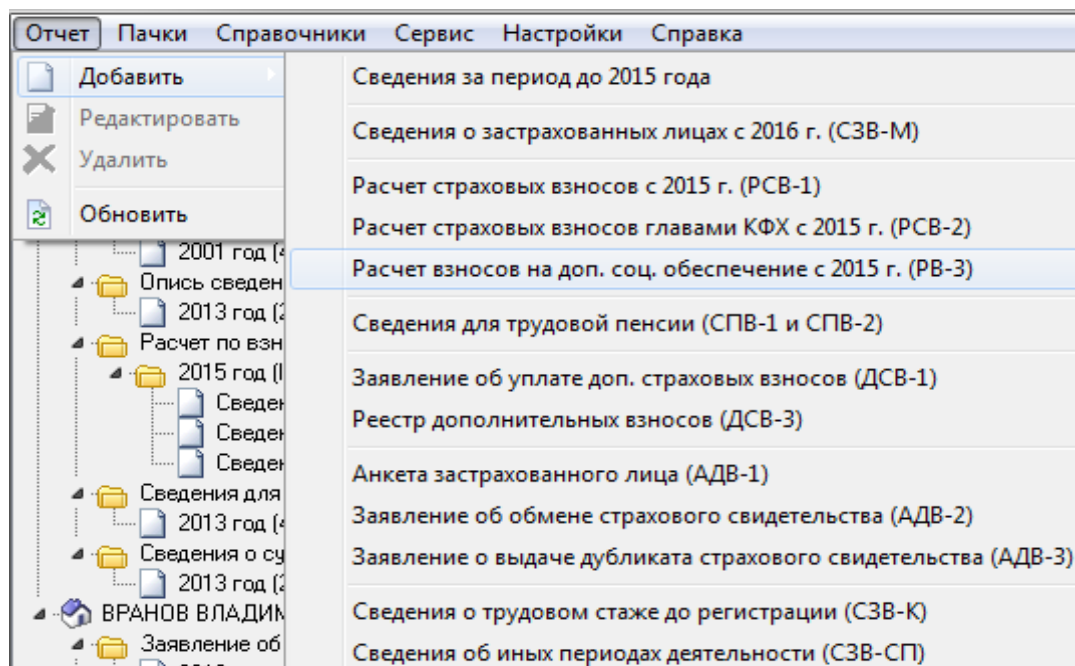 Отчет Пачки Справочники Сервис Настройки Справка
Добавить
Редактировать
Удалить
Обновить
Сведения за период до 2015 года
Сведения о застрахованных лицах с 2016 г. (СЗВ-М)
Расчет страховых взносов с 2015 г. (РСВ-1)
Расчет страховых взносов главами КФХ с 2015 г. (РСВ-2)
Расчет взносов на доп. соц. обеспечение с 2015 г. (РВ-3)
Сведения для трудовой пенсии (СПВ-1 и СПВ-2)
Заявление об уплате доп. страховых взносов (ДСВ-1)
Реестр дополнительных взносов (ДСВ-3)
Анкета застрахованного лица (АДВ-1)
Заявление об обмене страхового свидетельства (АДВ-2)
Заявление о выдаче дубликата страхового свидетельства (АДВ-3)
Сведения о трудовом стаже до регистрации (СЗВ-К)
Сведения об иных периодах деятельности (СЗВ-СП)
2001 год (4
Опись сведен
2013 год (2
Расчет по взн
2015 год (I
Сведен
Сведен
Сведен
Сведения для
2013 год (4
Сведения о су
2013 год (2
ВРАНОВ ВЛАДИМ
Заявление об